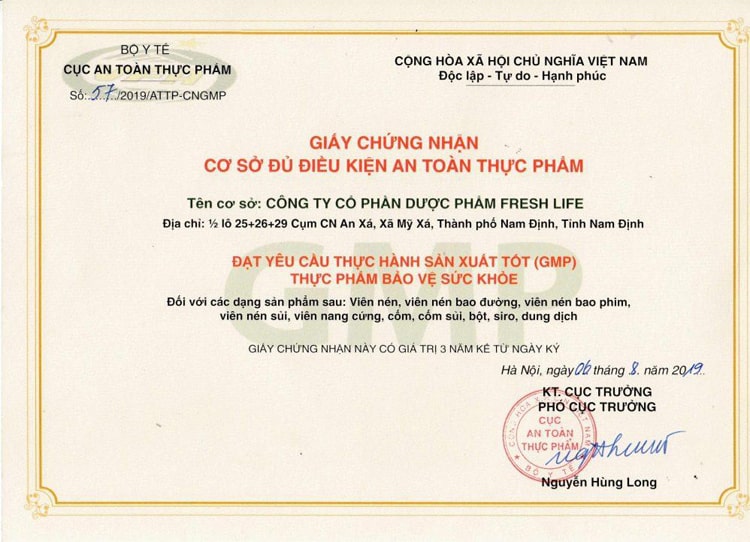 BỘ Y TẾ
CỤC AN TOÀN THỰC PHẨM
Số:..57../2019/ATTP-CNGMP
CỘNG HÒA XÃ HỘI CHỦ NGHĨA VIỆT NAM
Độc lập - Tự do - Hạnh phúc
GIẤY CHỨNG NHẬN
CƠ SỞ ĐỦ ĐIỀU KIỆN AN TOÀN THỰC PHẨM
Tên cơ sở: CÔNG TY CỔ PHẦN DƯỢC PHẨM FRESH LIFE
Địa chỉ: ½ lô 25+26+29 Cụm CN An Xá, Xã Mỹ Xá, Thành phố Nam Định, Tỉnh Nam Định
GMP
ĐẠT YÊU CẦU THỰC HÀNH SẢN XUẤT TỐT (GMP)
THỰC PHẨM BẢO VỆ SỨC KHỎE
Đối với các dạng sản phẩm sau: Viên nén, viên nén bao đường, viên nén bao phim,
viên nén sủi, viên nang cứng, cốm, cốm sủi, bột, siro, dung dịch
GIẤY CHỨNG NHẬN NÀY CÓ GIÁ TRỊ 3 NĂM KỂ TỪ NGÀY KÝ
Hà Nội, ngày 06 tháng 8. năm 2019..
KT. CỤC TRƯỞNG
PHÓ CỤC TRƯỞNG
CỘNG HÒA X.H.C.N VIỆT NAM
CỤC
AN TOÀN
THỰC PHẨM
BỘ Y TẾ
Nguyễn Hùng Long